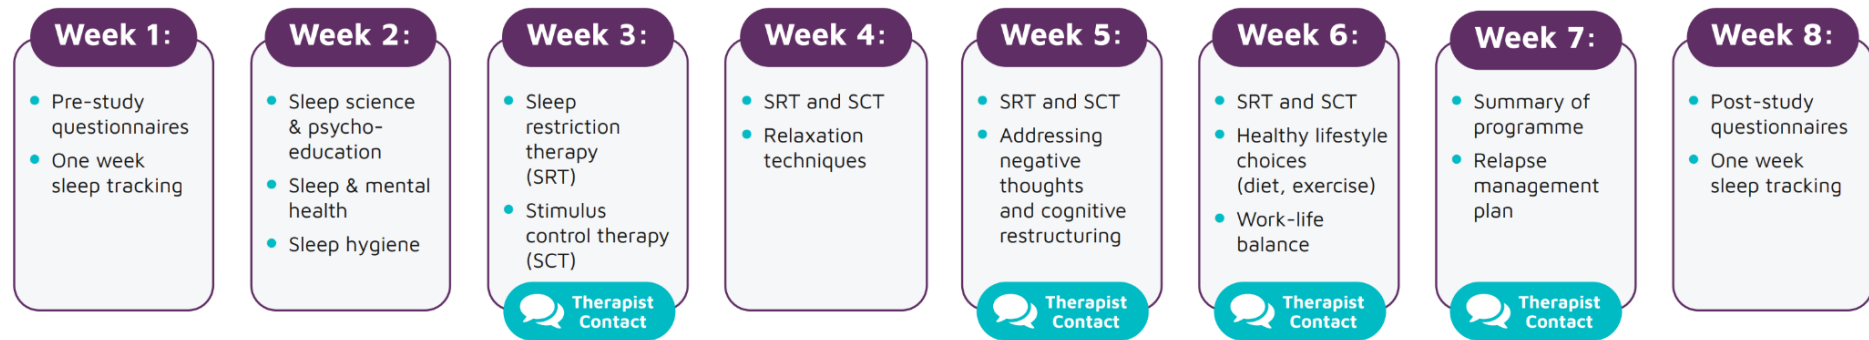 Week 1:
Pre-study
questionnaires
One week
sleep tracking
Week 2:
Sleep science
& psycho-
education
Sleep & mental
health
Sleep hygiene
Week 3:
Sleep
restriction
therapy
(SRT)
Stimulus
control therapy
(SCT)
Therapist
Contact
Week 4:
SRT and SCT
Relaxation
techniques
Week 5:
SRT and SCT
Addressing
negative
thoughts
and cognitive
restructuring
Therapist
Contact
Week 6:
SRT and SCT
Healthy lifestyle
choices
(diet, exercise)
Work-life
balance
Therapist
Contact
Week 7:
Summary of
programme
Relapse
management
plan
Therapist
Contact
Week 8:
Post-study
questionnaires
One week
sleep tracking